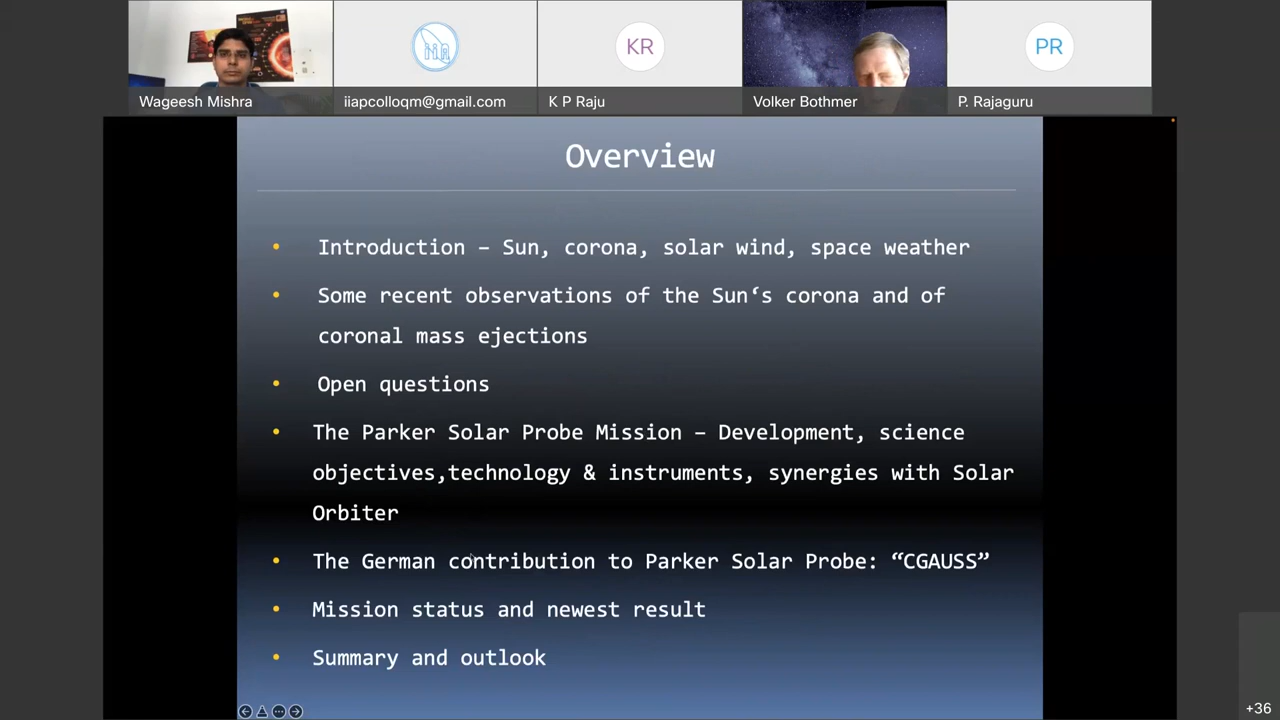 Wageesh Mishra
iiapcolloqm@gmail.com
KR
K P Raju
Volker Bothmer
PR
P. Rajaguru
Overview
• Introduction – Sun, corona, solar wind, space weather
• Some recent observations of the Sun‘s corona and of
coronal mass ejections
• Open questions
• The Parker Solar Probe Mission – Development, science
objectives,technology & instruments, synergies with Solar
Orbiter
• The German contribution to Parker Solar Probe: “CGAUSS”
• Mission status and newest result
• Summary and outlook
+36